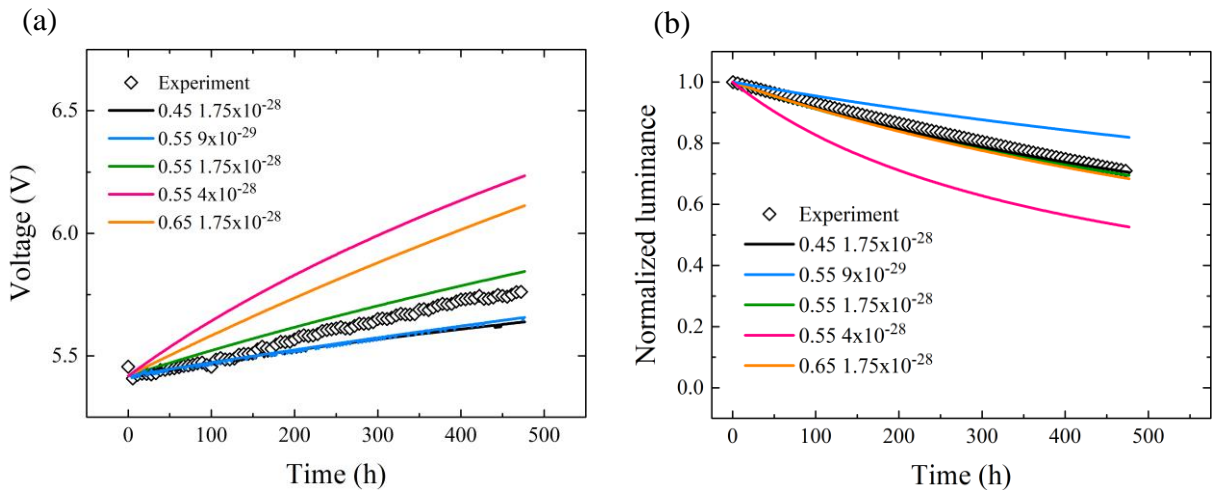 (a)
Experiment
0.45 1.75x10⁻²⁸
0.55 9x10⁻²⁹
0.55 1.75x10⁻²⁸
0.55 4x10⁻²⁸
0.65 1.75x10⁻²⁸
6.5
6.0
5.5
Voltage (V)
0 100 200 300 400 500
Time (h)
(b)
1.0
0.8
0.6
0.4
0.2
0.0
Normalized luminance
Experiment
0.45 1.75x10⁻²⁸
0.55 9x10⁻²⁹
0.55 1.75x10⁻²⁸
0.55 4x10⁻²⁸
0.65 1.75x10⁻²⁸
0 100 200 300 400 500
Time (h)